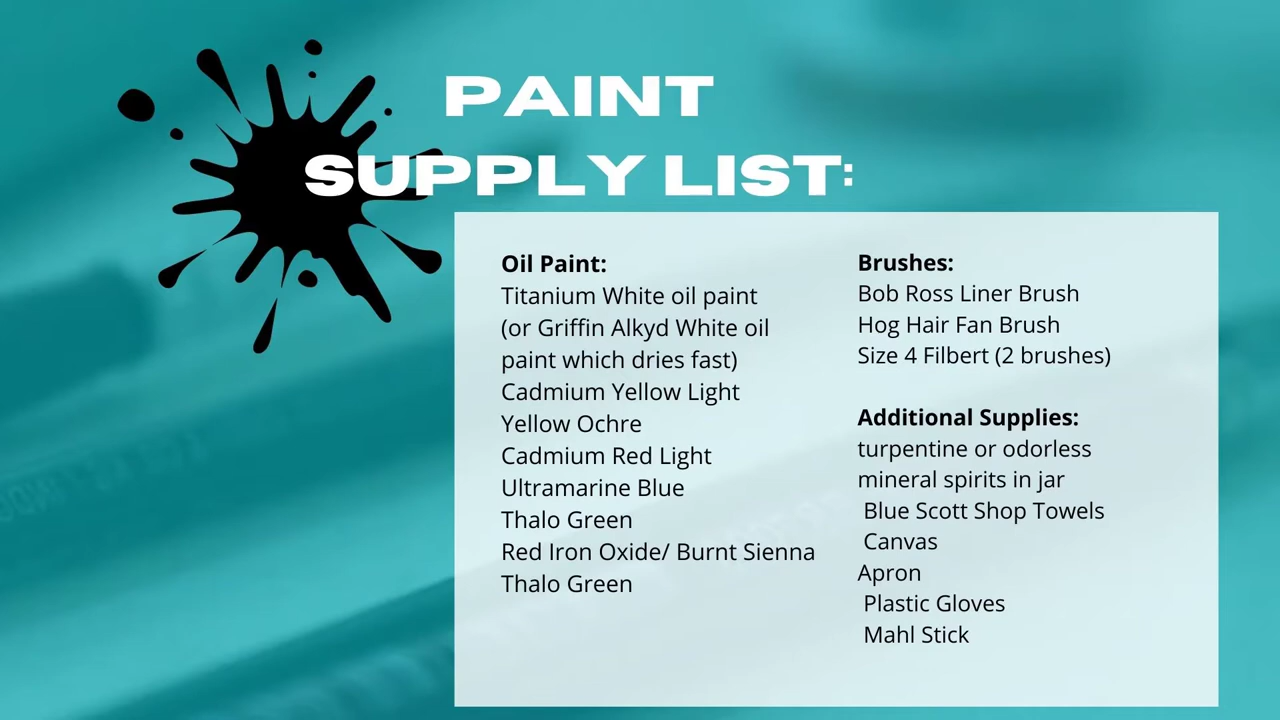 PAINT
SUPPLY LIST:
Oil Paint:
Titanium White oil paint
(or Griffin Alkyd White oil
paint which dries fast)
Cadmium Yellow Light
Yellow Ochre
Cadmium Red Light
Ultramarine Blue
Thalo Green
Red Iron Oxide/ Burnt Sienna
Thalo Green
Brushes:
Bob Ross Liner Brush
Hog Hair Fan Brush
Size 4 Filbert (2 brushes)
Additional Supplies:
turpentine or odorless
mineral spirits in jar
Blue Scott Shop Towels
Canvas
Apron
Plastic Gloves
Mahl Stick